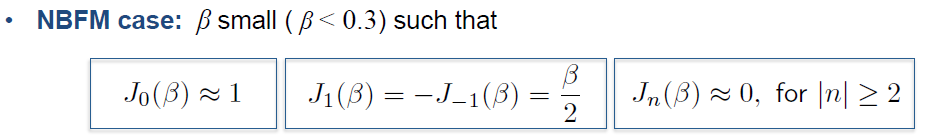 • NBFM case: β small ( β < 0.3) such that
J₀(β) ≈ 1
J₁(β) = −J₋₁(β) = β/2
Jₙ(β) ≈ 0, for |n| ≥ 2